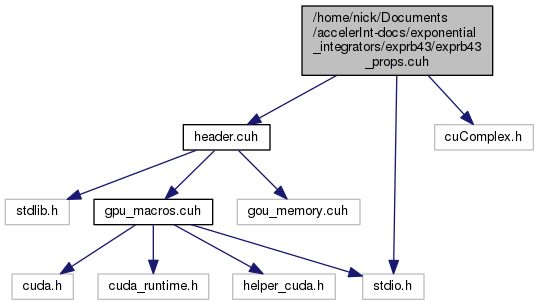 /home/nick/Documents
/accelerInt-docs/exponential
_integrators/exprb43/exprb43
_props.cuh
header.cuh
cuComplex.h
stdlib.h
gpu_macros.cuh
gou_memory.cuh
cuda.h
cuda_runtime.h
helper_cuda.h
stdio.h